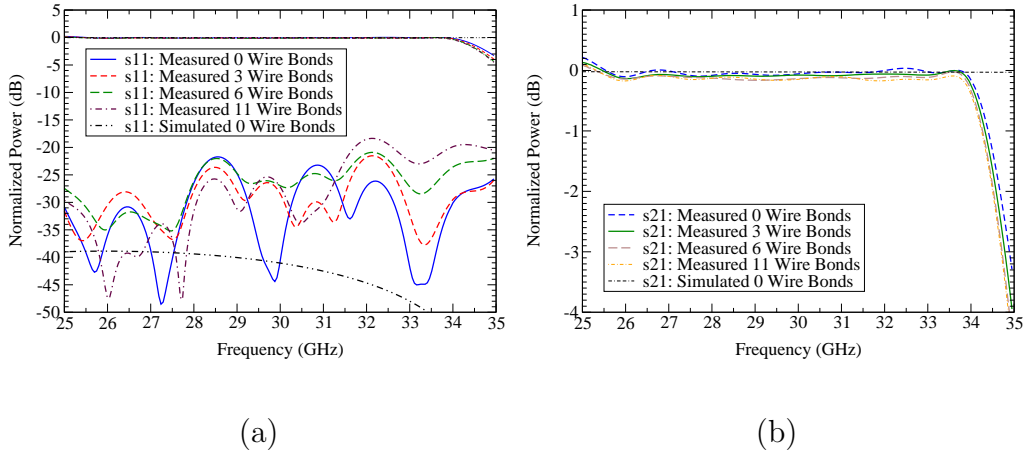 5
0
-5
-10
-15
-20
-25
-30
-35
-40
-45
-50
Normalized Power (dB)
s11: Measured 0 Wire Bonds
s11: Measured 3 Wire Bonds
s11: Measured 6 Wire Bonds
s11: Measured 11 Wire Bonds
s11: Simulated 0 Wire Bonds
25 26 27 28 29 30 31 32 33 34 35
Frequency (GHz)
(a)
1
0
-1
-2
-3
-4
Normalized Power (dB)
s21: Measured 0 Wire Bonds
s21: Measured 3 Wire Bonds
s21: Measured 6 Wire Bonds
s21: Measured 11 Wire Bonds
s21: Simulated 0 Wire Bonds
25 26 27 28 29 30 31 32 33 34 35
Frequency (GHz)
(b)